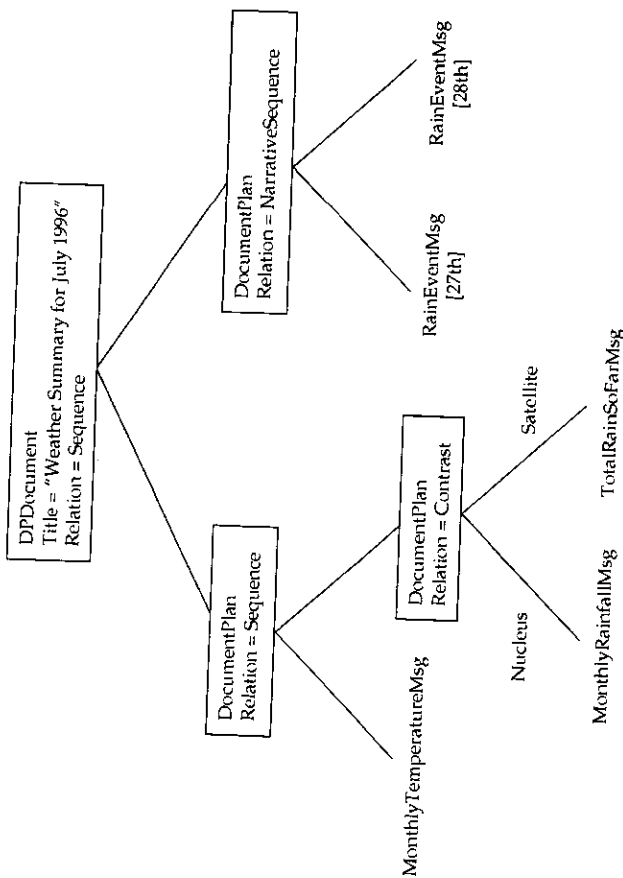 DPDocument
Title = "Weather Summary for July 1996"
Relation = Sequence
DocumentPlan
Relation = Sequence
DocumentPlan
Relation = NarrativeSequence
MonthlyTemperatureMsg
DocumentPlan
Relation = Contrast
RainEventMsg
[27th]
RainEventMsg
[28th]
Nucleus
Satellite
MonthlyRainfallMsg
TotalRainSoFarMsg